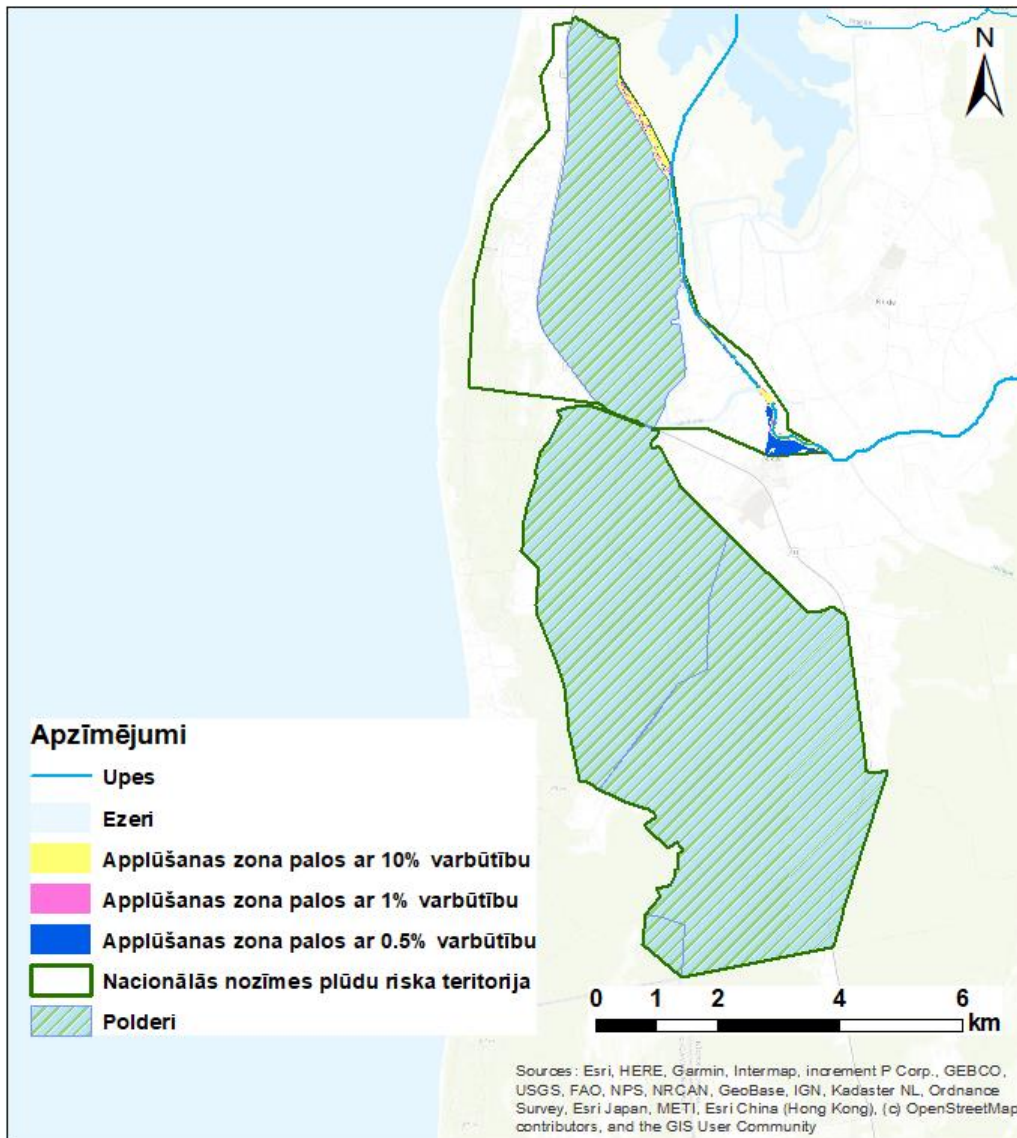 N
Apzīmējumi
Upes
Ezeri
Applūšanas zona palos ar 10% varbūtību
Applūšanas zona palos ar 1% varbūtību
Applūšanas zona palos ar 0.5% varbūtību
Nacionālās nozīmes plūdu riska teritorija
Polderi
0 1 2 4 6
km
Sources: Esri, HERE, Garmin, Intermap, increment P Corp., GEBCO,
USGS, FAO, NPS, NRCAN, GeoBase, IGN, Kadaster NL, Ordnance
Survey, Esri Japan, METI, Esri China (Hong Kong), (c) OpenStreetMap
contributors, and the GIS User Community